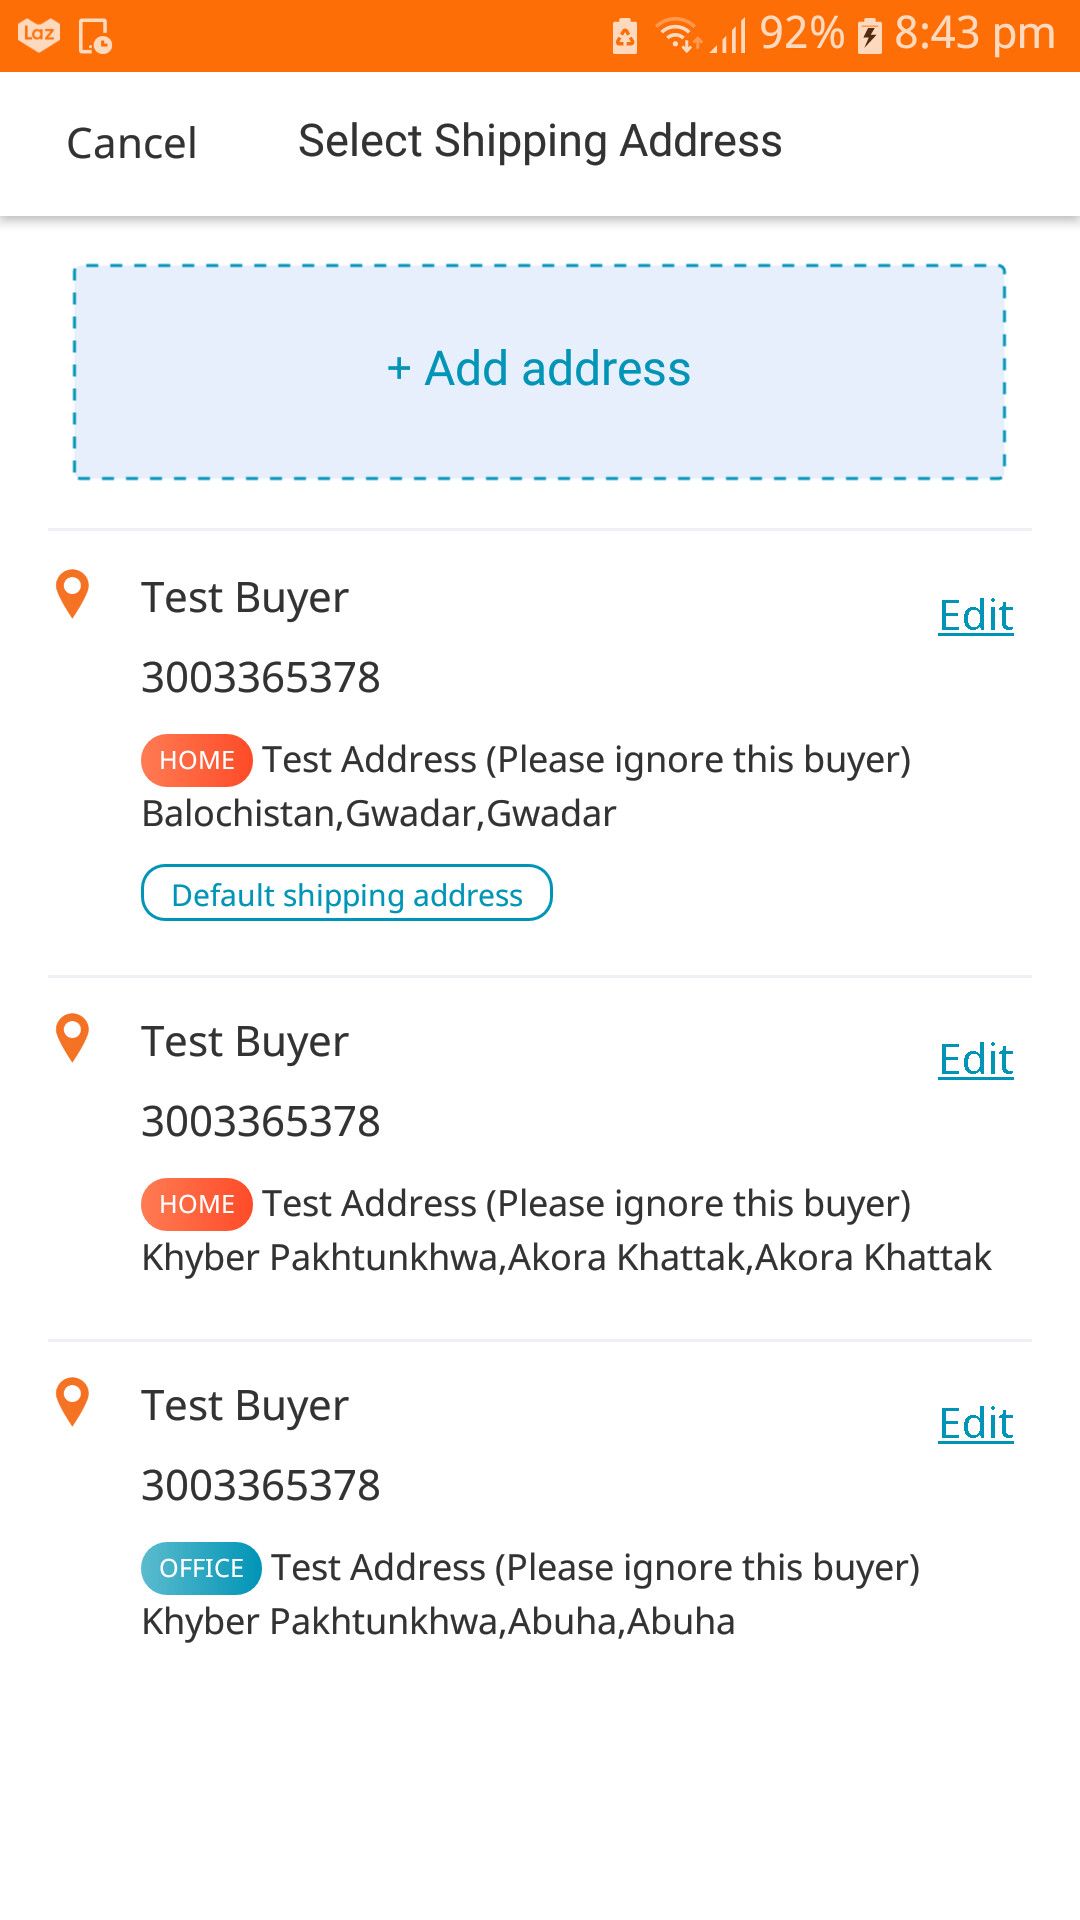 Laz 92% 8:43 pm
Cancel Select Shipping Address
+ Add address
Test Buyer
Edit
3003365378
HOME Test Address (Please ignore this buyer)
Balochistan,Gwadar,Gwadar
Default shipping address
Test Buyer
Edit
3003365378
HOME Test Address (Please ignore this buyer)
Khyber Pakhtunkhwa,Akora Khattak,Akora Khattak
Test Buyer
Edit
3003365378
OFFICE Test Address (Please ignore this buyer)
Khyber Pakhtunkhwa,Abuha,Abuha